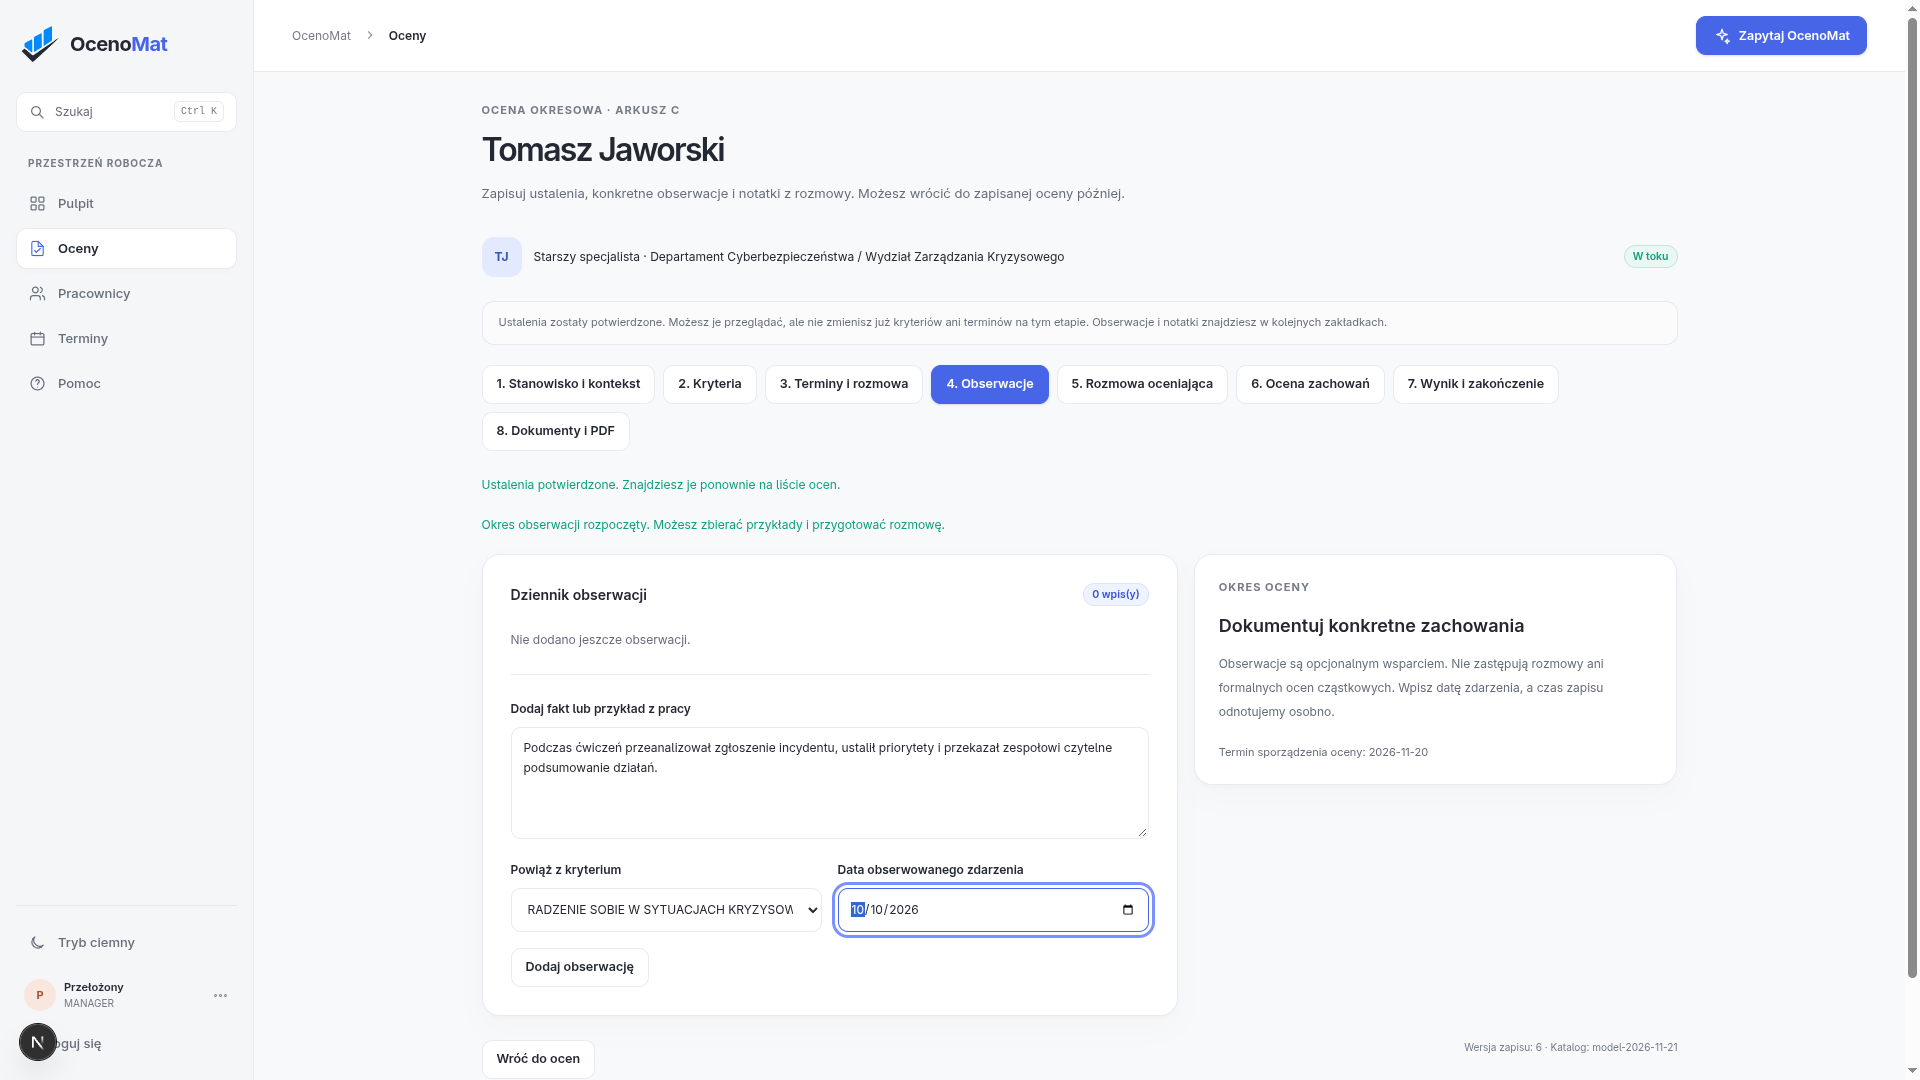 OcenoMat
Szukaj
Ctrl K
PRZESTRZEŃ ROBOCZA
Pulpit
Oceny
Pracownicy
Terminy
Pomoc
Tryb ciemny
P
Przełożony
MANAGER
N
oguj się
OcenoMat
Oceny
Zapytaj OcenoMat
OCENA OKRESOWA · ARKUSZ C
Tomasz Jaworski
Zapisuj ustalenia, konkretne obserwacje i notatki z rozmowy. Możesz wrócić do zapisanej oceny później.
TJ
Starszy specjalista · Departament Cyberbezpieczeństwa / Wydział Zarządzania Kryzysowego
W toku
Ustalenia zostały potwierdzone. Możesz je przeglądać, ale nie zmienisz już kryteriów ani terminów na tym etapie. Obserwacje i notatki znajdziesz w kolejnych zakładkach.
1. Stanowisko i kontekst
2. Kryteria
3. Terminy i rozmowa
4. Obserwacje
5. Rozmowa oceniająca
6. Ocena zachowań
7. Wynik i zakończenie
8. Dokumenty i PDF
Ustalenia potwierdzone. Znajdziesz je ponownie na liście ocen.
Okres obserwacji rozpoczęty. Możesz zbierać przykłady i przygotować rozmowę.
Dziennik obserwacji
0 wpis(y)
Nie dodano jeszcze obserwacji.
Dodaj fakt lub przykład z pracy
Podczas ćwiczeń przeanalizował zgłoszenie incydentu, ustalił priorytety i przekazał zespołowi czytelne
podsumowanie działań.
Powiąż z kryterium
RADZENIE SOBIE W SYTUACJACH KRYZYSOW
Data obserwowanego zdarzenia
10/10/2026
Dodaj obserwację
OKRES OCENY
Dokumentuj konkretne zachowania
Obserwacje są opcjonalnym wsparciem. Nie zastępują rozmowy ani
formalnych ocen cząstkowych. Wpisz datę zdarzenia, a czas zapisu
odnotujemy osobno.
Termin sporządzenia oceny: 2026-11-20
Wróć do ocen
Wersja zapisu: 6 · Katalog: model-2026-11-21